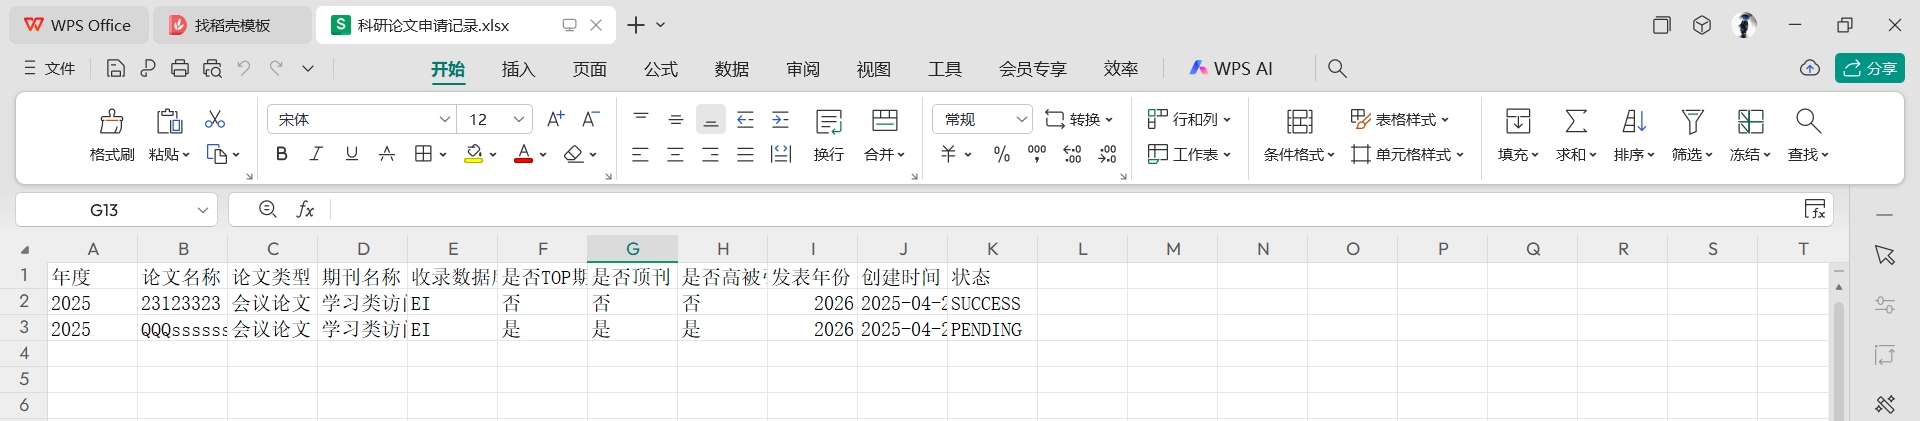 WPS Office 找稻壳模板 科研论文申请记录.xlsx
文件 开始 插入 页面 公式 数据 审阅 视图 工具 会员专享 效率 WPS AI 分享
宋体 12 A+ A- 常规 转换 行和列 表格样式
格式刷 粘贴 B I U A A 换行 合并 ¥ % 工作表 条件格式 单元格样式 填充 求和 排序 筛选 冻结 查找
G13 fx
A B C D E F G H I J K L M N O P Q R S T
1 年度 论文名称 论文类型 期刊名称 收录数据 是否TOP期 是否顶刊 是否高被 发表年份 创建时间 状态
2 2025 23123323 会议论文 学习类访 EI 否 否 否 2026 2025-04-2 SUCCESS
3 2025 QQQssssss 会议论文 学习类访 EI 是 是 是 2026 2025-04-2 PENDING
4
5
6